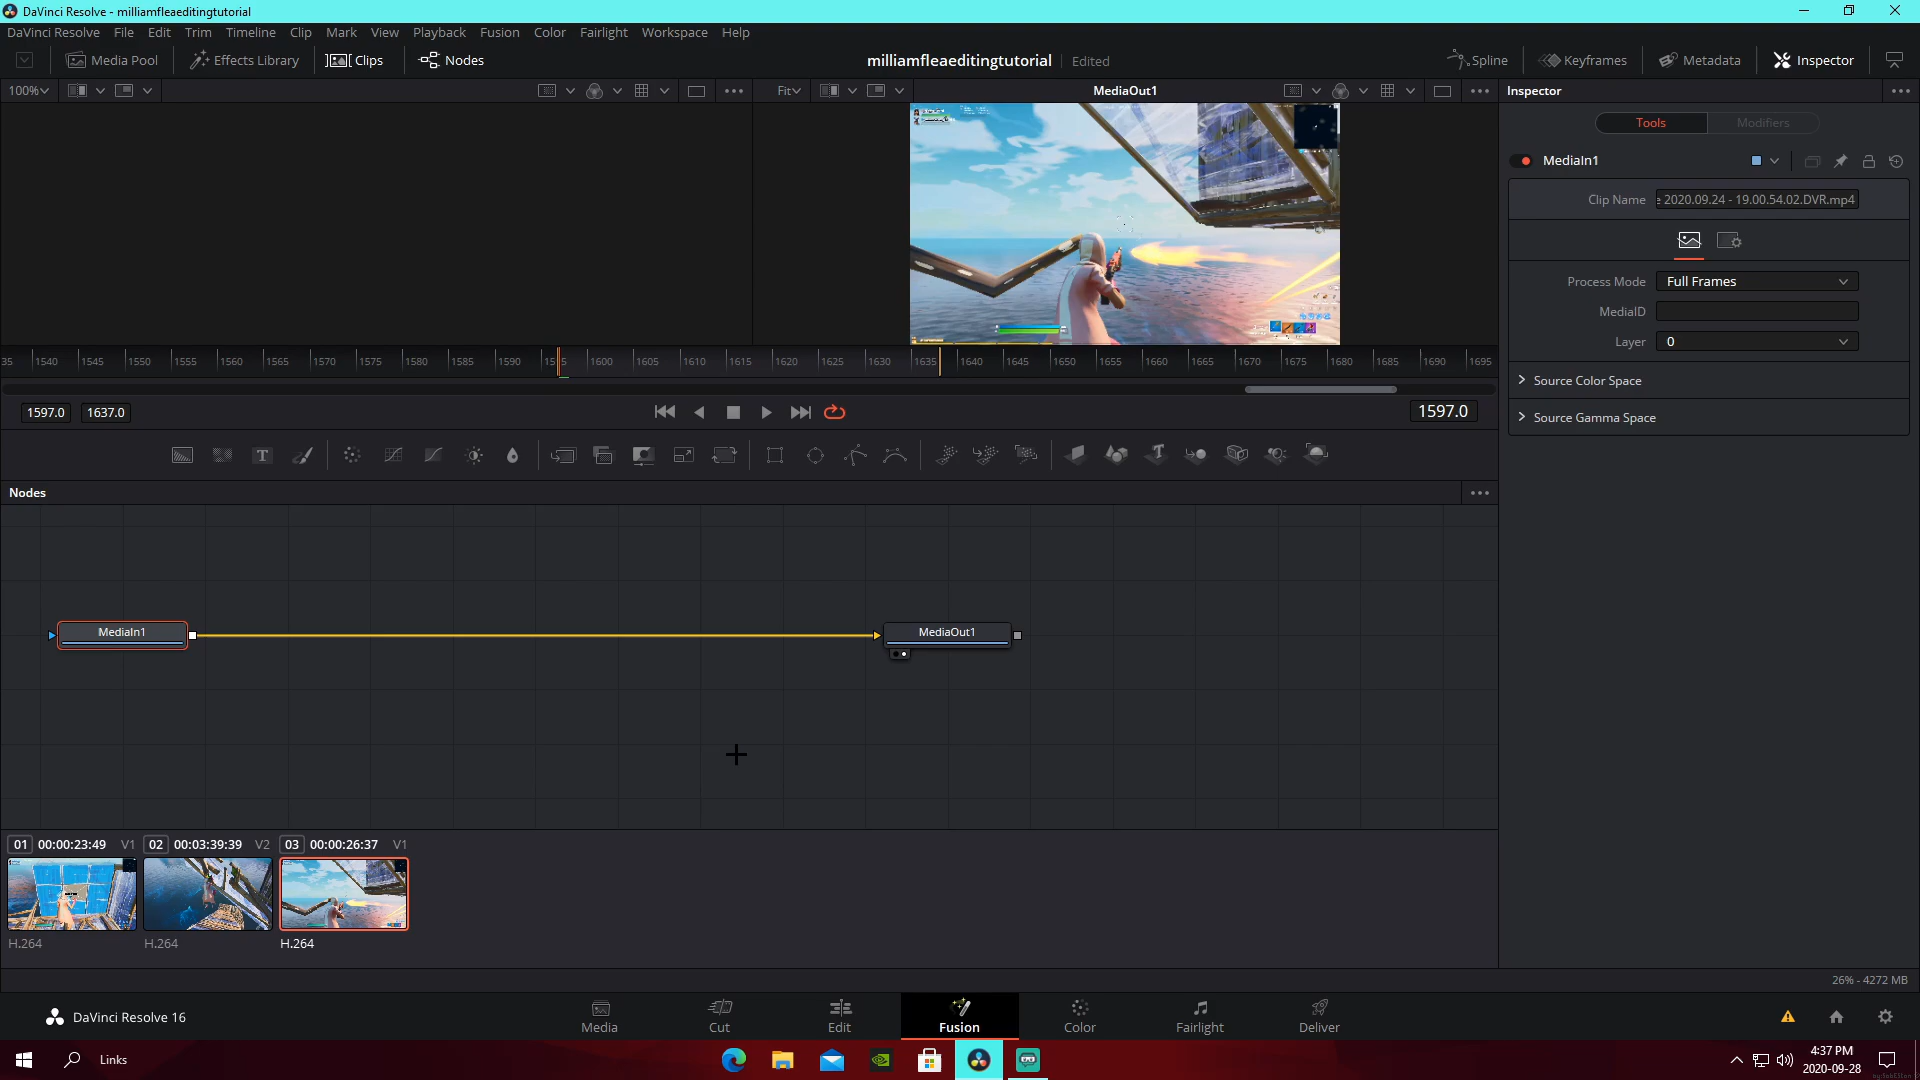 DaVinci Resolve - milliamfleaeditingtutorial
DaVinci Resolve File Edit Trim Timeline Clip Mark View Playback Fusion Color Fairlight Workspace Help
Media Pool Effects Library Clips Nodes milliamfleaeditingtutorial Edited Spline Keyframes Metadata Inspector
100% Fit MediaOut1 Inspector
Tools Modifiers
MediaIn1
Clip Name 2020.09.24 - 19.00.54.02.DVR.mp4
Process Mode Full Frames
MediaID
Layer 0
Source Color Space
Source Gamma Space
35 1540 1545 1550 1555 1560 1565 1570 1575 1580 1585 1590 1600 1605 1610 1615 1620 1625 1630 1635 1640 1645 1650 1655 1660 1665 1670 1675 1680 1685 1690 1695
1597.0 1637.0 1597.0
T
T
Nodes
MediaIn1 MediaOut1
01 00:00:23:49 V1 02 00:03:39:39 V2 03 00:00:26:37 V1
H.264 H.264 H.264
26% - 4272 MB
DaVinci Resolve 16 Media Cut Edit Fusion Color Fairlight Deliver
Links
4:37 PM
2020-09-28